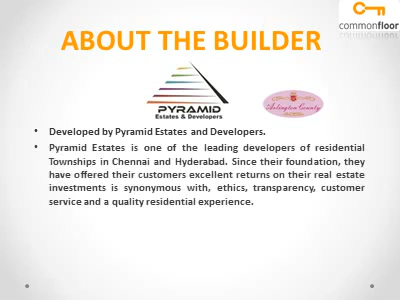 commonfloor
ABOUT THE BUILDER
PYRAMID
Estates & Developers
Arlington County
• Developed by Pyramid Estates and Developers.
• Pyramid Estates is one of the leading developers of residential
Townships in Chennai and Hyderabad. Since their foundation, they
have offered their customers excellent returns on their real estate
investments is synonymous with, ethics, transparency, customer
service and a quality residential experience.